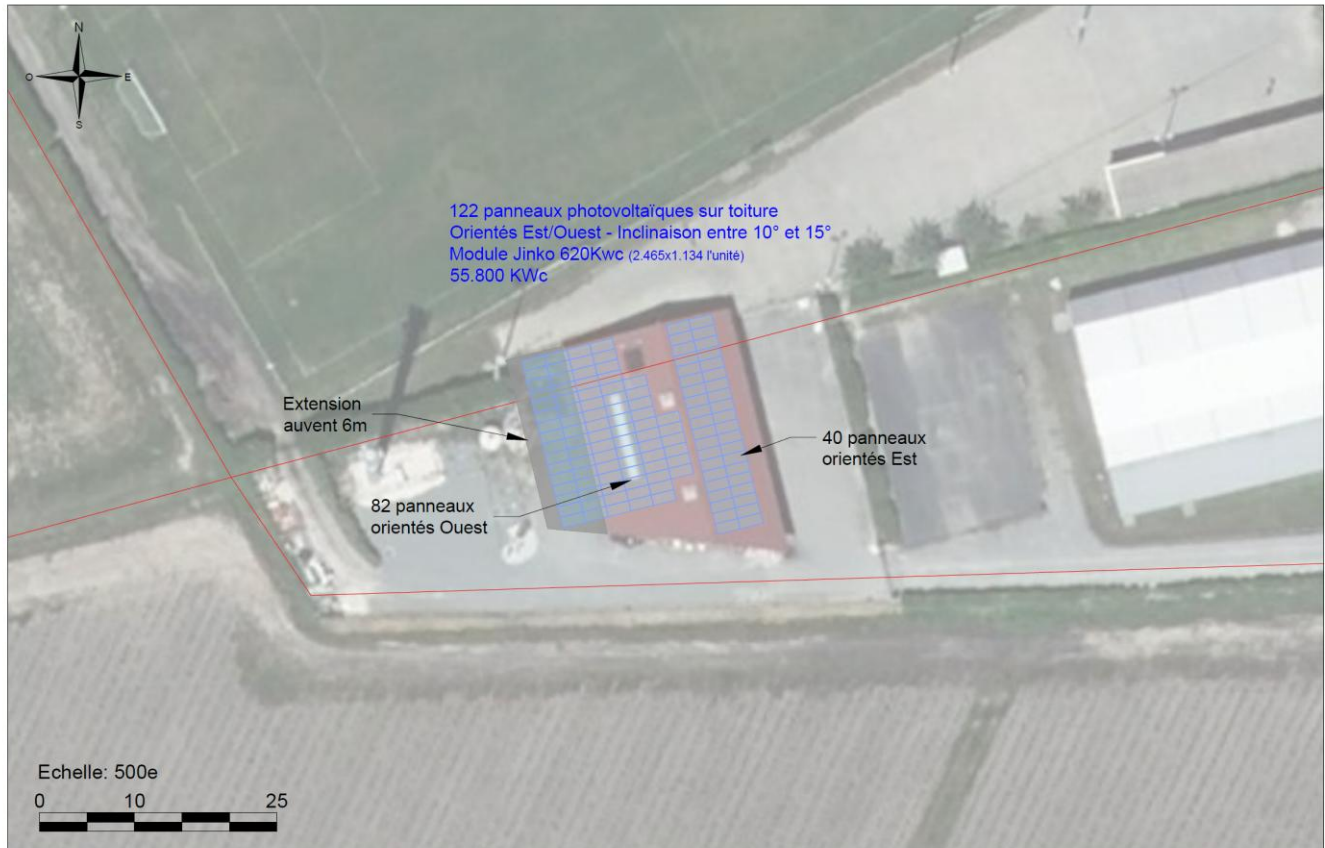 N
O E
S
122 panneaux photovoltaïques sur toiture
Orientés Est/Ouest - Inclinaison entre 10° et 15°
Module Jinko 620Kwc (2.465x1.134 l'unité)
55.800 KWc
Extension
auvent 6m
40 panneaux
orientés Est
82 panneaux
orientés Ouest
Echelle: 500e
0 10 25